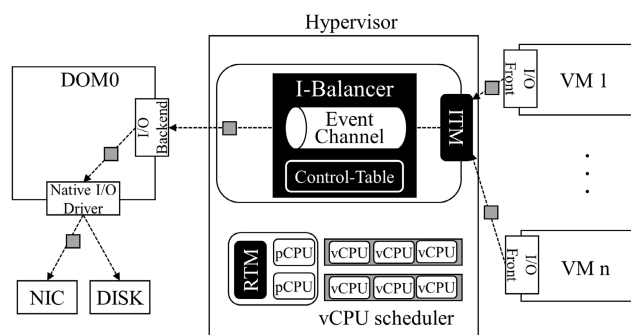 Hypervisor
DOM0
I/O
Backend
Native I/O
Driver
NIC
DISK
I-Balancer
Event
Channel
Control-Table
ITM
RTM
pCPU
pCPU
vCPU vCPU vCPU
vCPU vCPU vCPU
vCPU scheduler
I/O
Front
VM 1
I/O
Front
VM n